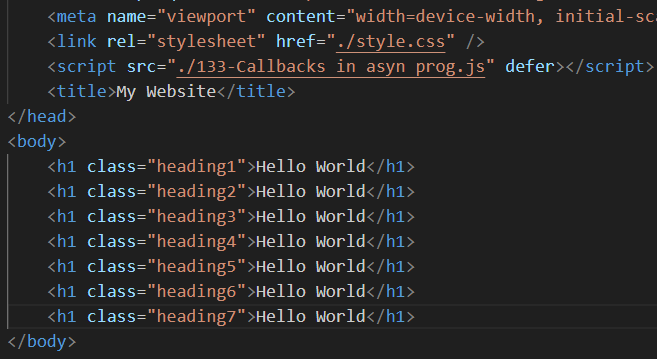 <meta name="viewport" content="width=device-width, initial-sca
<link rel="stylesheet" href="./style.css" />
<script src="./133-Callbacks in asyn prog.js" defer></script>
<title>My Website</title>
</head>
<body>
<h1 class="heading1">Hello World</h1>
<h1 class="heading2">Hello World</h1>
<h1 class="heading3">Hello World</h1>
<h1 class="heading4">Hello World</h1>
<h1 class="heading5">Hello World</h1>
<h1 class="heading6">Hello World</h1>
<h1 class="heading7">Hello World</h1>
</body>